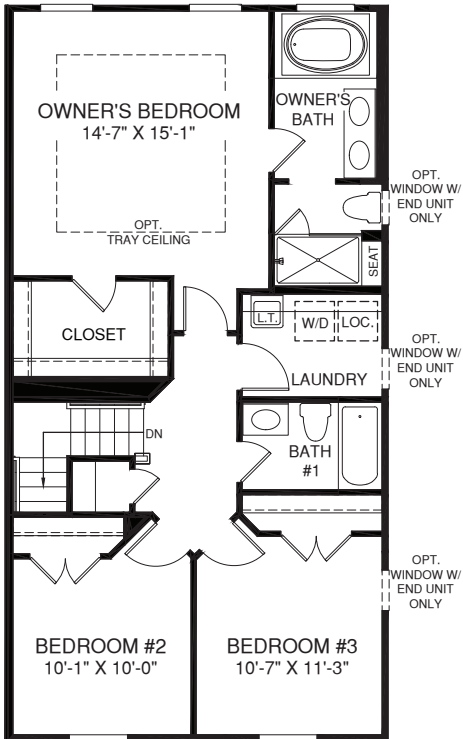 OWNER'S BEDROOM
14'-7" X 15'-1"
OPT.
TRAY CEILING
OWNER'S
BATH
OPT.
WINDOW W/
END UNIT
ONLY
SEAT
CLOSET
L.T.
W/D
LOC.
LAUNDRY
OPT.
WINDOW W/
END UNIT
ONLY
DN
BATH
#1
OPT.
WINDOW W/
END UNIT
ONLY
BEDROOM #2
10'-1" X 10'-0"
BEDROOM #3
10'-7" X 11'-3"